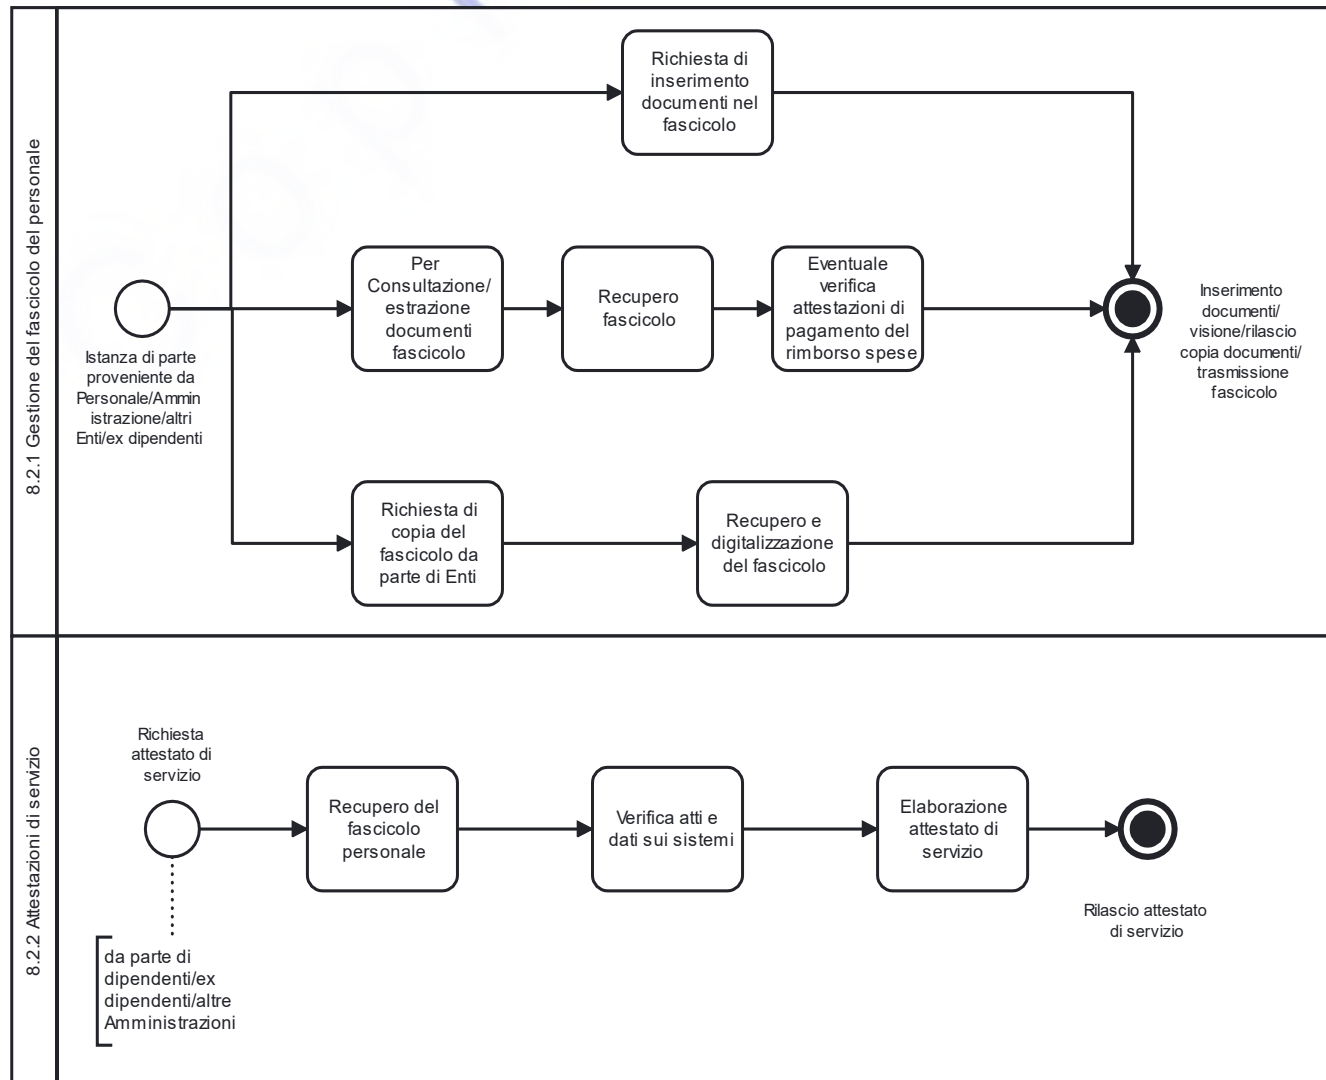 8.2.1 Gestione del fascicolo del personale
Richiesta di
inserimento
documenti nel
fascicolo
Istanza di parte
proveniente da
Personale/Ammin
istrazione/altri
Enti/ex dipendenti
Per
Consultazione/
estrazione
documenti
fascicolo
Recupero
fascicolo
Eventuale
verifica
attestazioni di
pagamento del
rimborso spese
Inserimento
documenti/
visione/rilascio
copia documenti/
trasmissione
fascicolo
Richiesta di
copia del
fascicolo da
parte di Enti
Recupero e
digitalizzazione
del fascicolo
8.2.2 Attestazioni di servizio
Richiesta
attestato di
servizio
da parte di
dipendenti/ex
dipendenti/altre
Amministrazioni
Recupero del
fascicolo
personale
Verifica atti e
dati sui sistemi
Elaborazione
attestato di
servizio
Rilascio attestato
di servizio